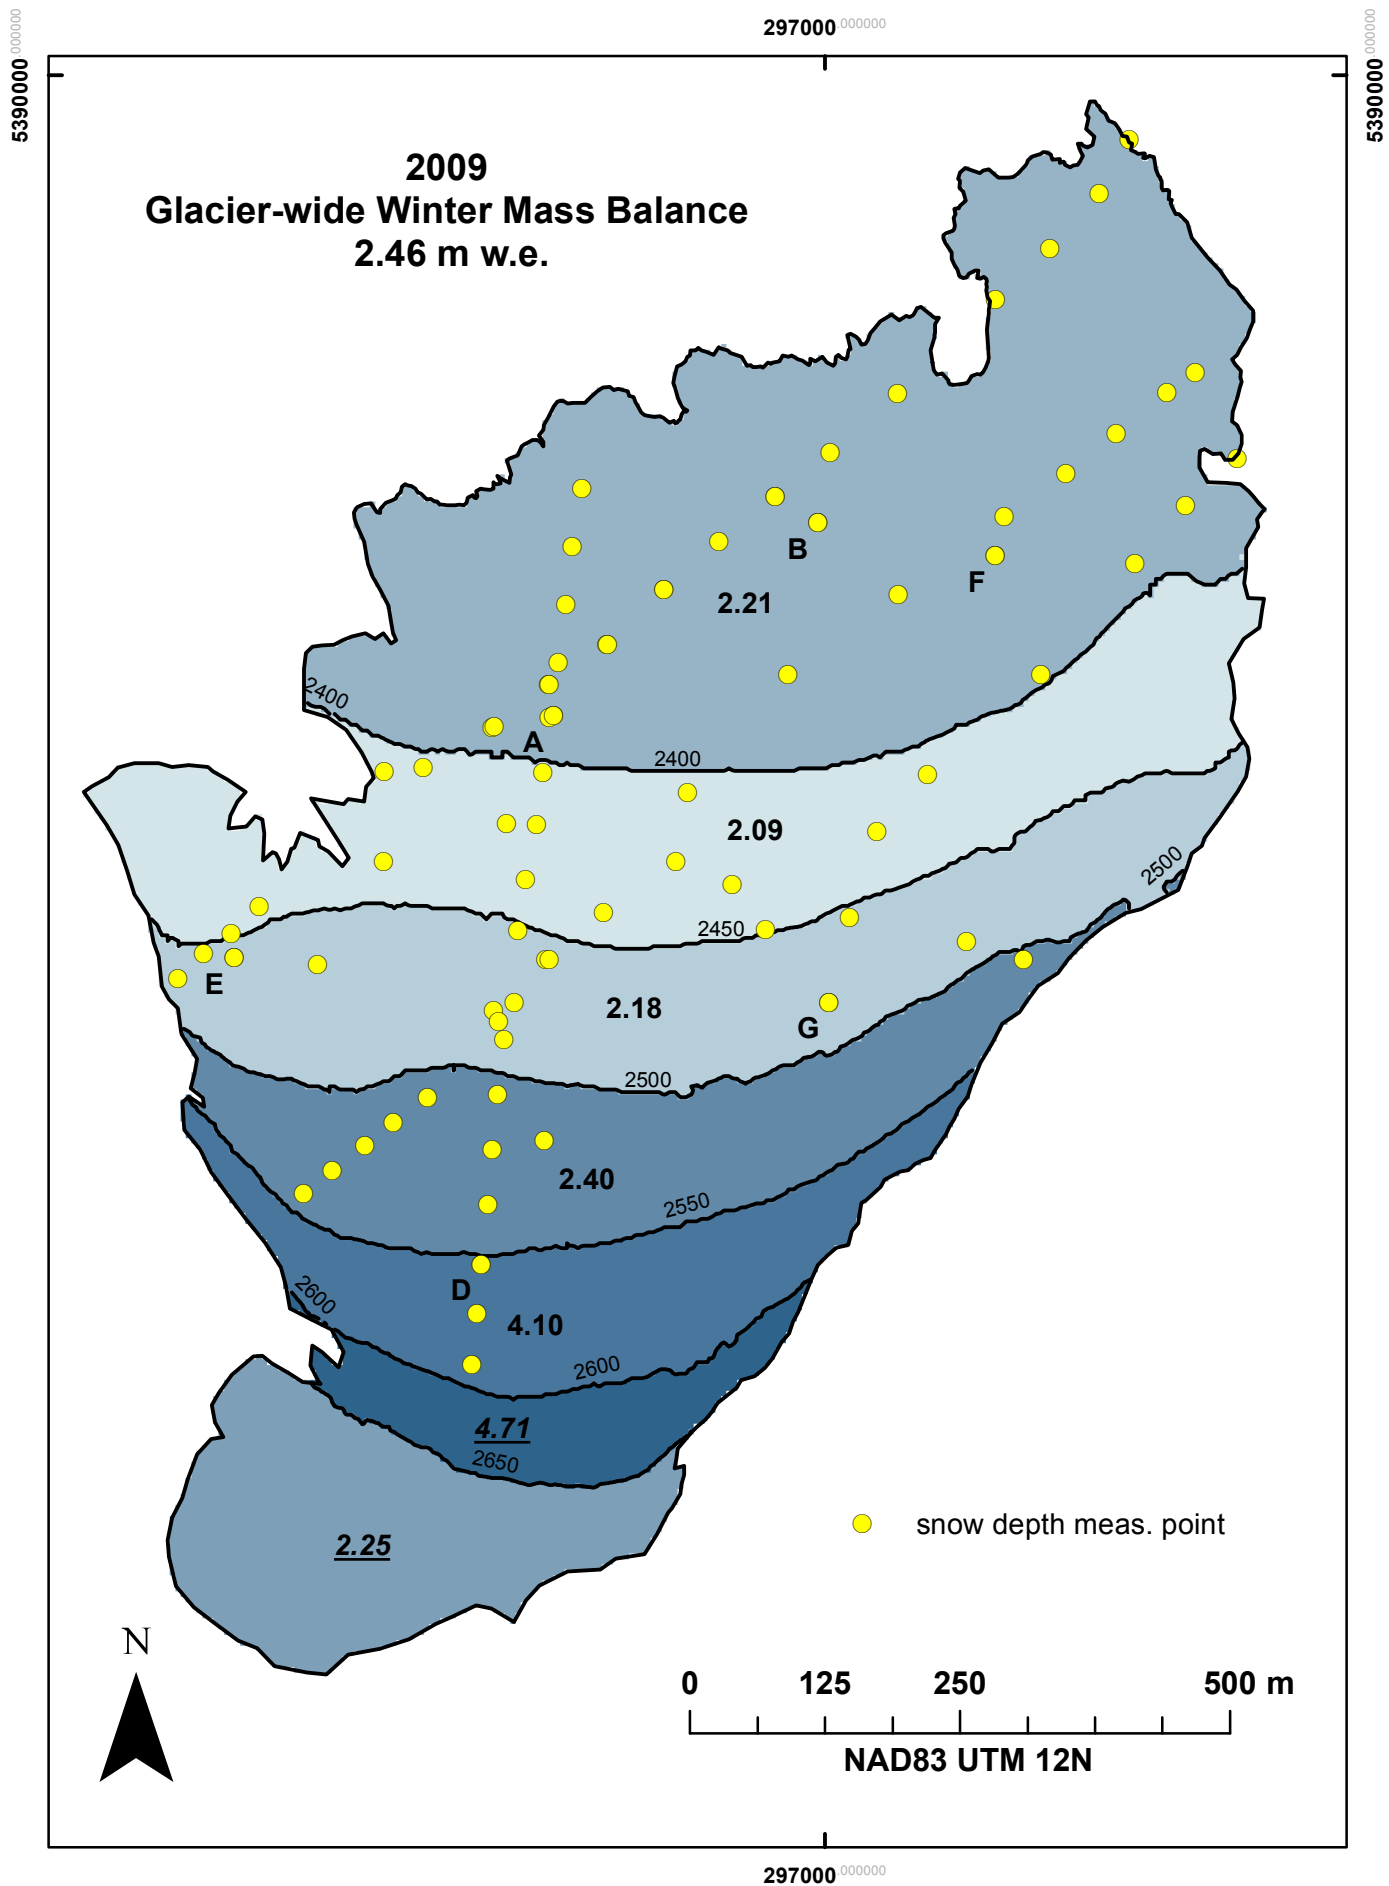 297000.000000
5390000.000000
5390000.000000
2009
Glacier-wide Winter Mass Balance
2.46 m w.e.
B
F
2.21
2400
A
2400
2.09
2500
2450
E
2.18
G
2500
2.40
2550
D
2600
4.10
2600
4.71
2650
snow depth meas. point
2.25
N
0 125 250 500 m
NAD83 UTM 12N
297000.000000